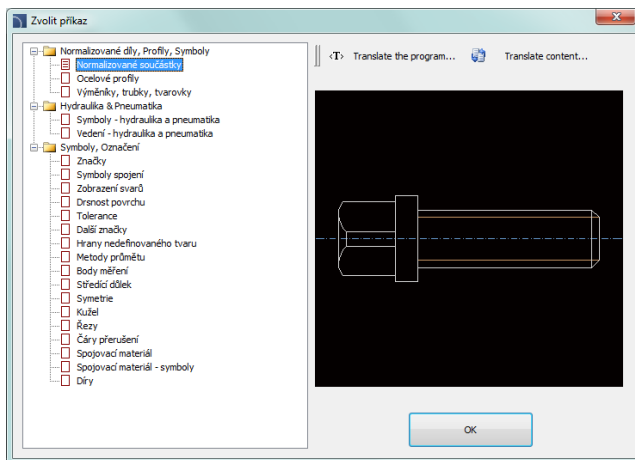 Zvolit příkaz
Normalizované díly, Profily, Symboly
Normalizované součástky
Ocelové profily
Výměníky, trubky, tvarovky
Hydraulika & Pneumatika
Symboly - hydraulika a pneumatika
Vedení - hydraulika a pneumatika
Symboly, Označení
Značky
Symboly spojení
Zobrazení svarů
Drsnost povrchu
Tolerance
Další značky
Hrany nedefinovaného tvaru
Metody průmětu
Body měření
Středící důlek
Symetrie
Kužel
Řezy
Čáry přerušení
Spojovací materiál
Spojovací materiál - symboly
Díry
<T> Translate the program... Translate content...
OK